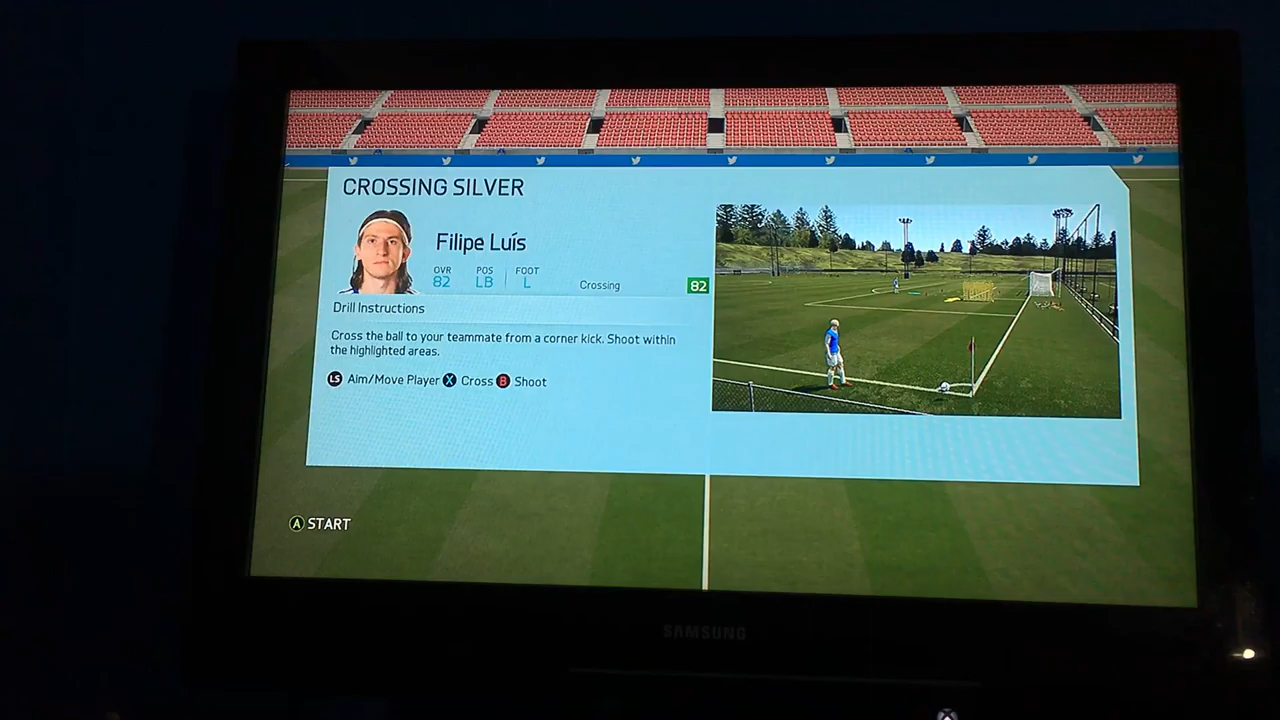 CROSSING SILVER
Filipe Luís
OVR POS FOOT
82 LB L
Crossing 82
Drill Instructions
Cross the ball to your teammate from a corner kick. Shoot within
the highlighted areas.
LS Aim/Move Player X Cross B Shoot
A START
SAMSUNG